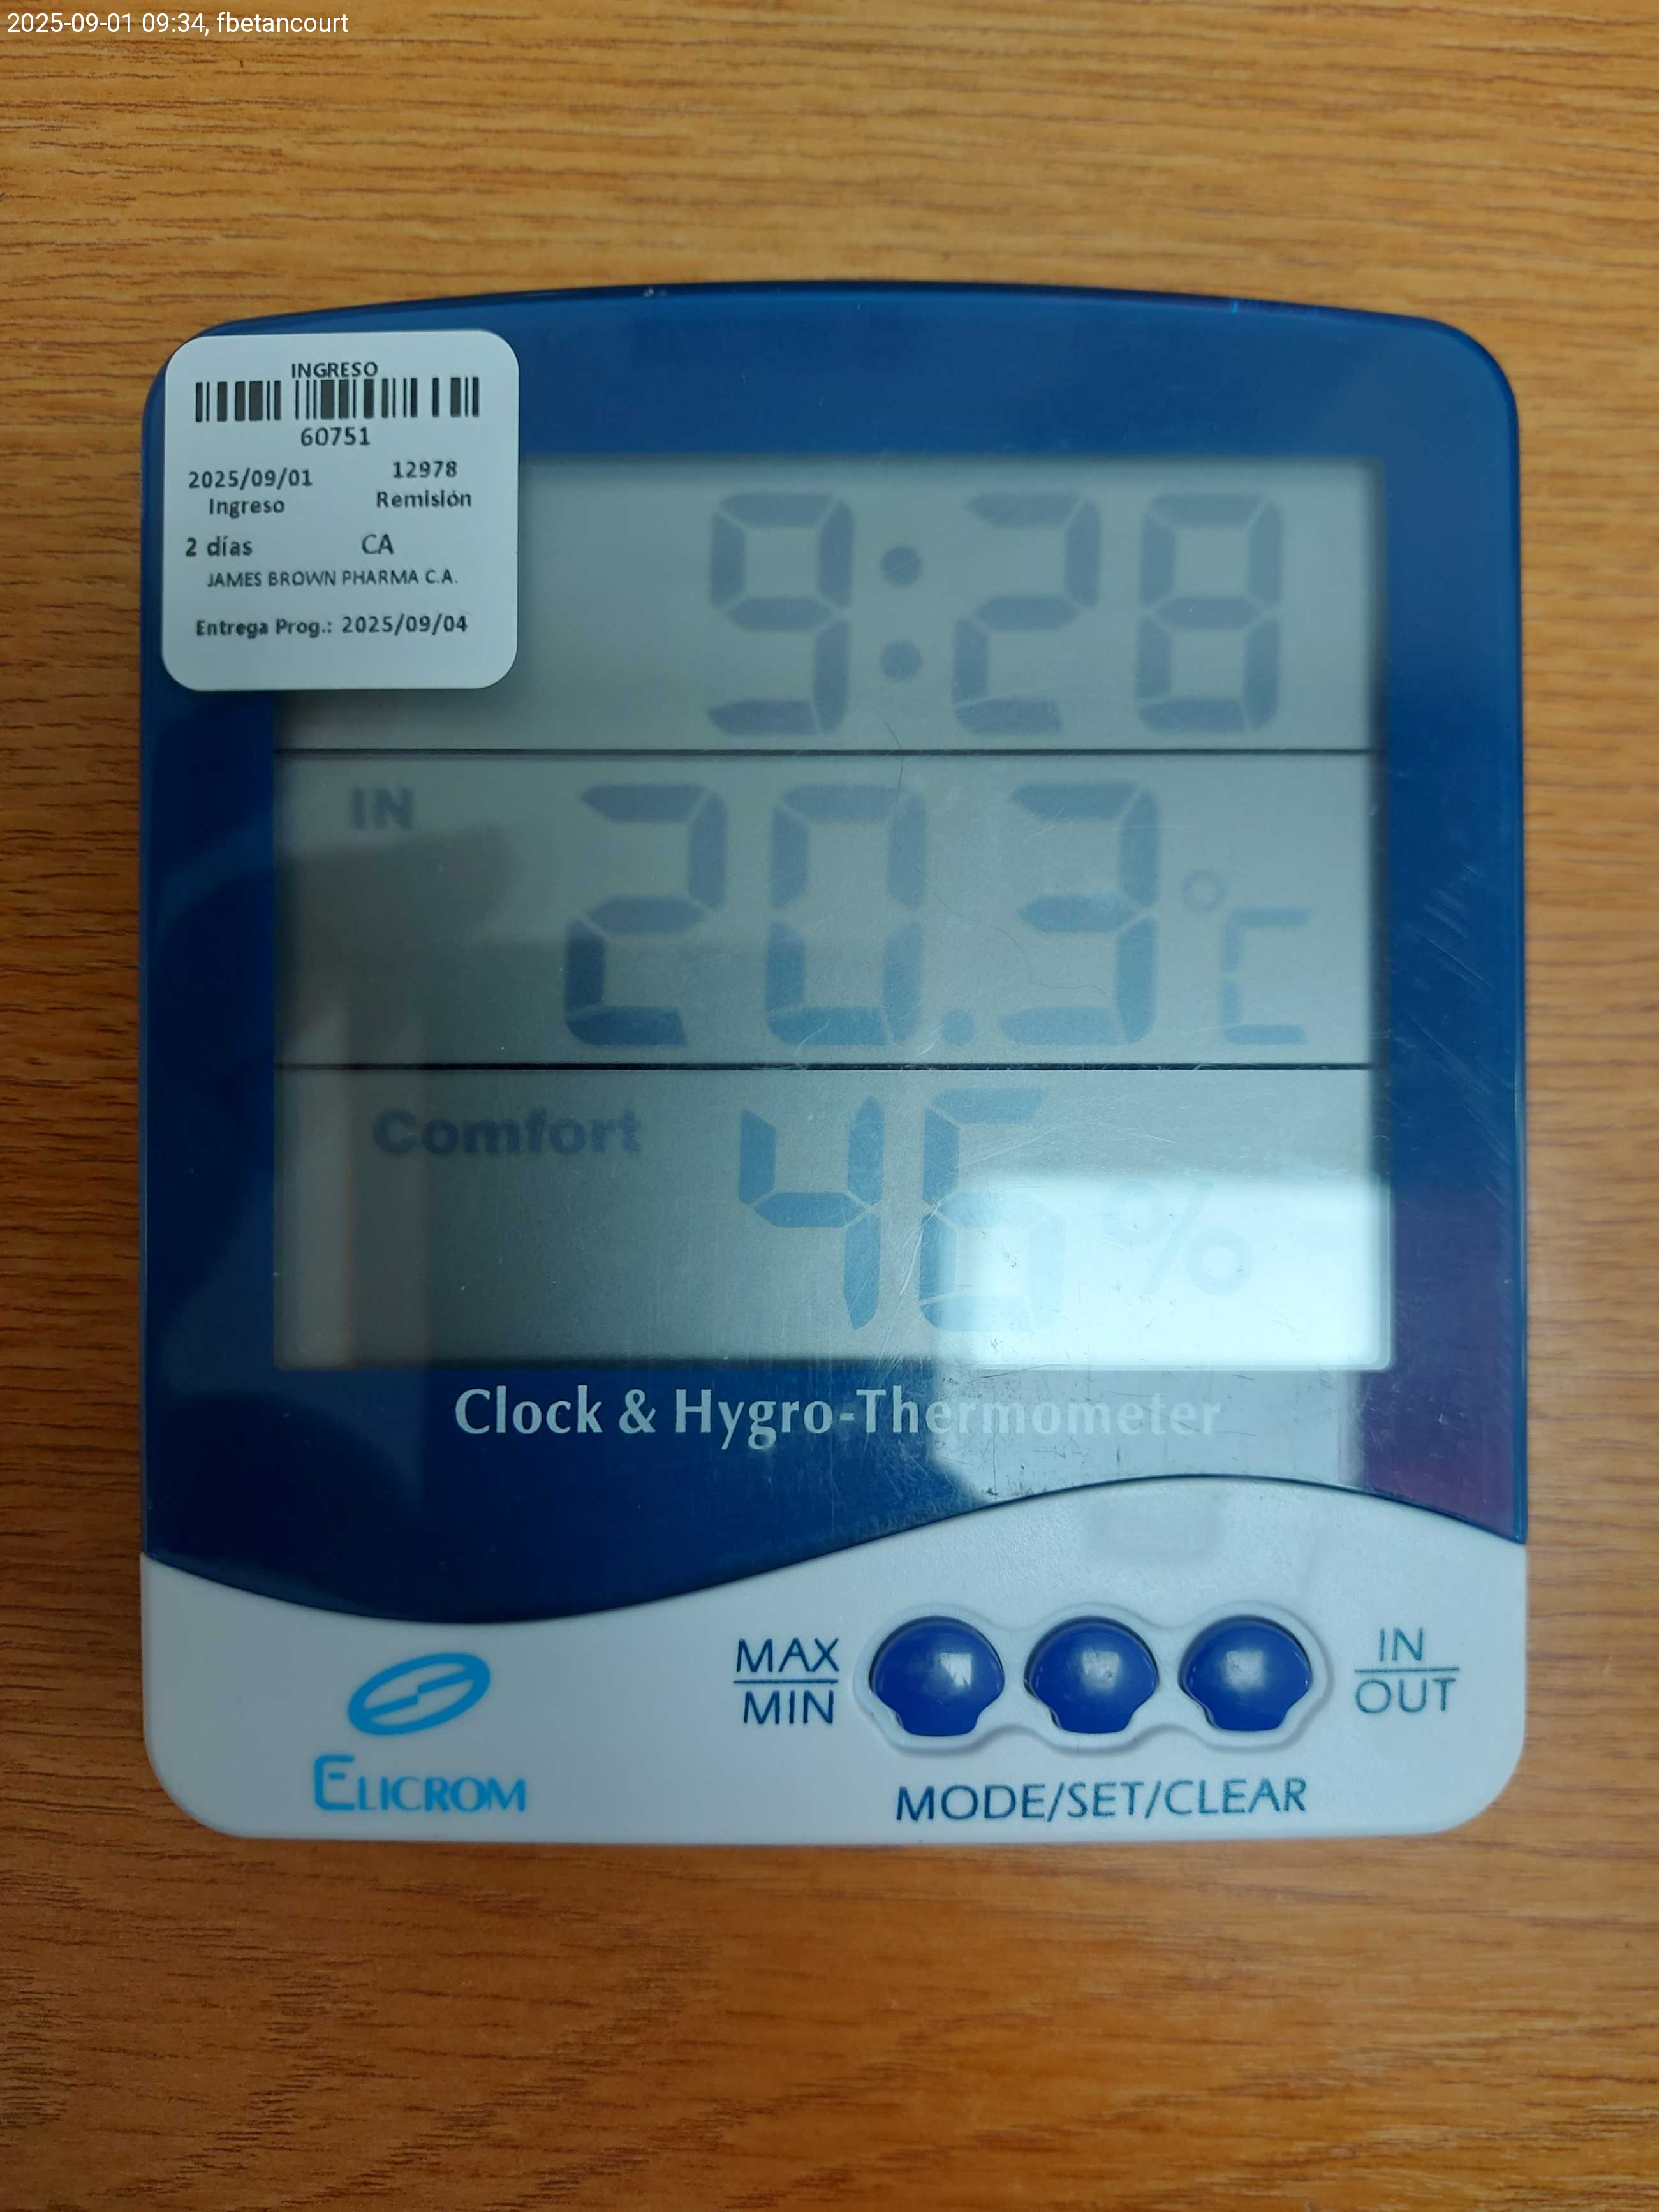 2025-09-01 09:34, fbetancourt
INGRESO
60751
2025/09/01 12978
Ingreso Remisión
2 días CA
JAMES BROWN PHARMA C.A.
Entrega Prog.: 2025/09/04
9:28
IN 20.3 °C
Comfort 46 %
Clock & Hygro-Thermometer
MAX
MIN
IN
OUT
MODE/SET/CLEAR
ELICROM